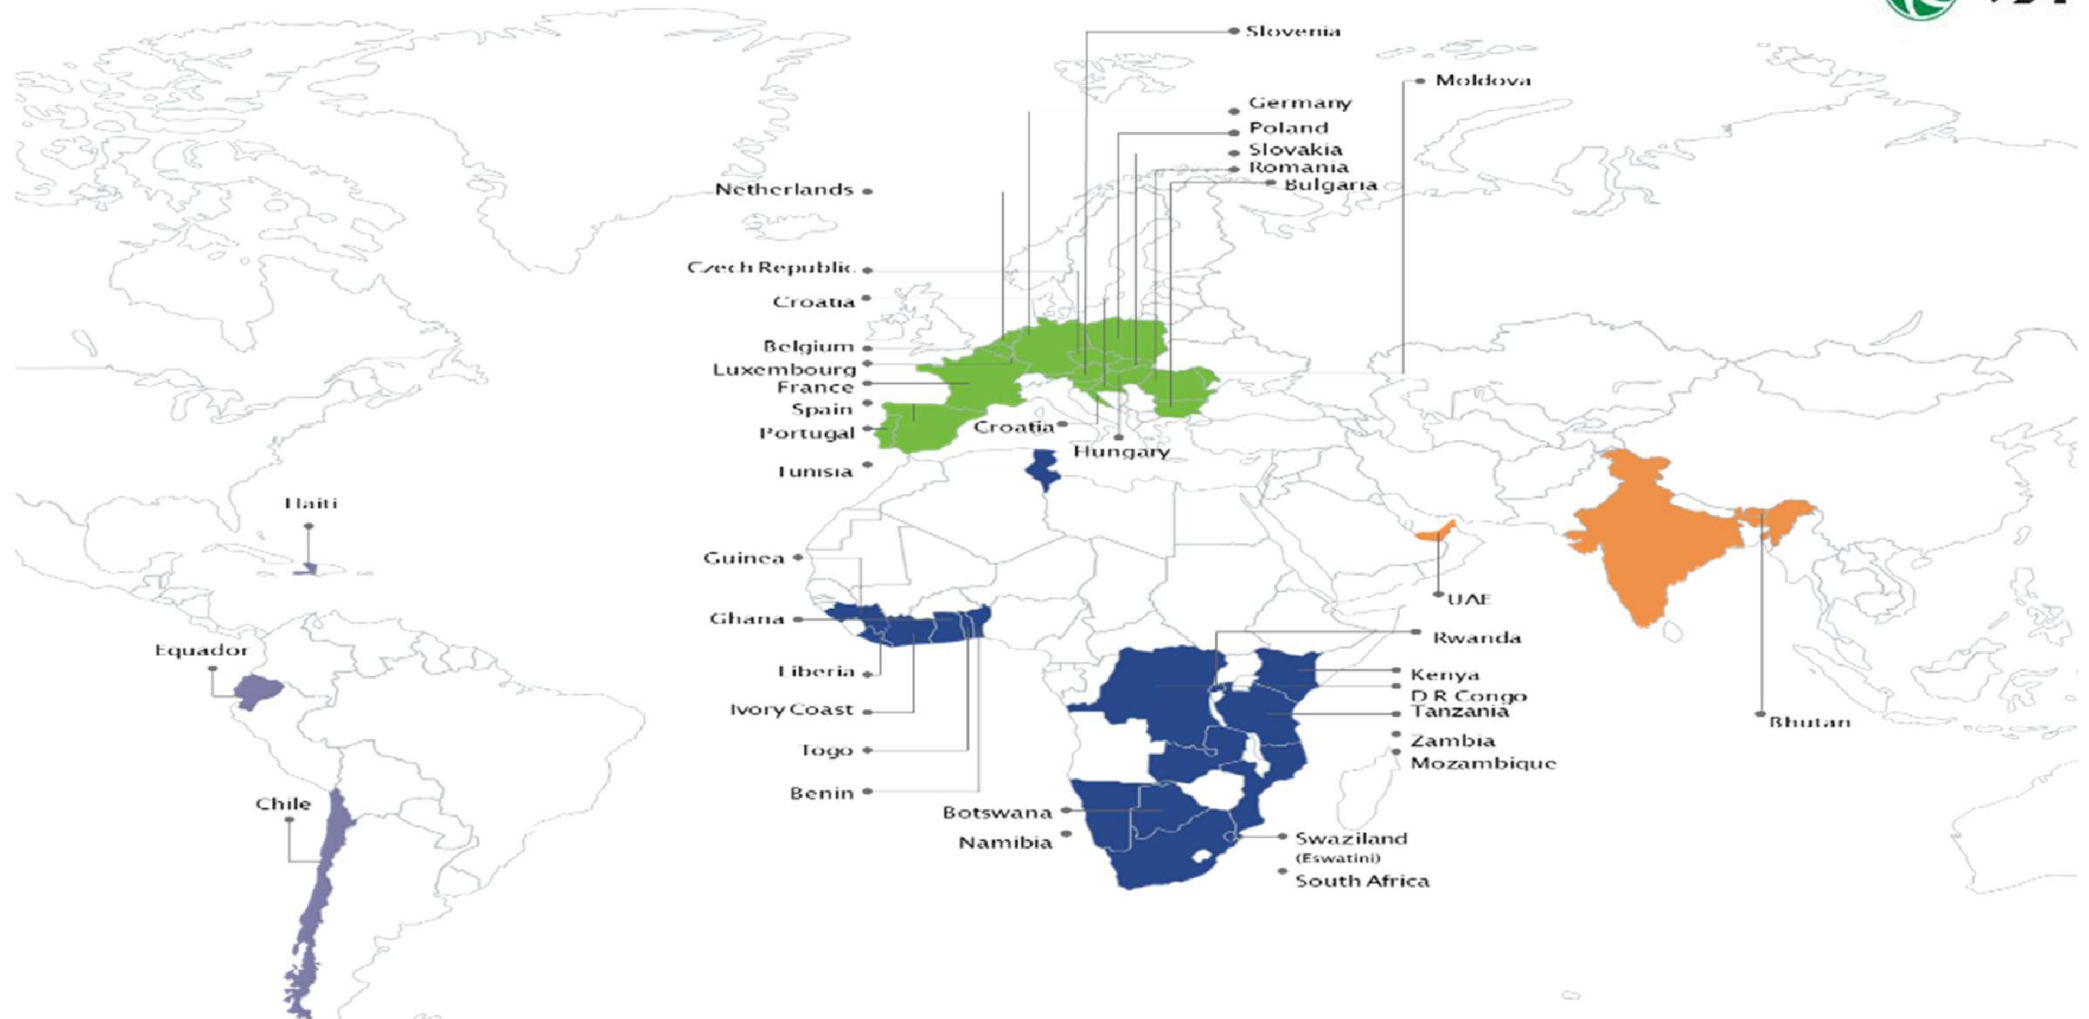 Slovenia
Moldova
Germany
Poland
Slovakia
Romania
Bulgaria
Netherlands
Czech Republic
Croatia
Belgium
Luxembourg
France
Spain
Portugal
Croatia
Hungary
Tunisia
Haiti
Guinea
Ghana
UAE
Rwanda
Equador
Liberia
Kenya
D R Congo
Ivory Coast
Tanzania
Bhutan
Togo
Zambia
Mozambique
Benin
Chile
Botswana
Namibia
Swaziland
(Eswatini)
South Africa